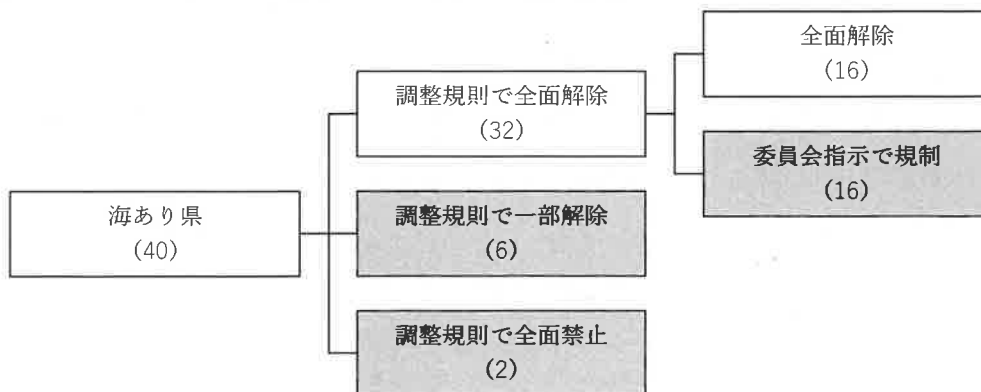 海あり県
(40)
調整規則で全面解除
(32)
全面解除
(16)
委員会指示で規制
(16)
調整規則で一部解除
(6)
調整規則で全面禁止
(2)